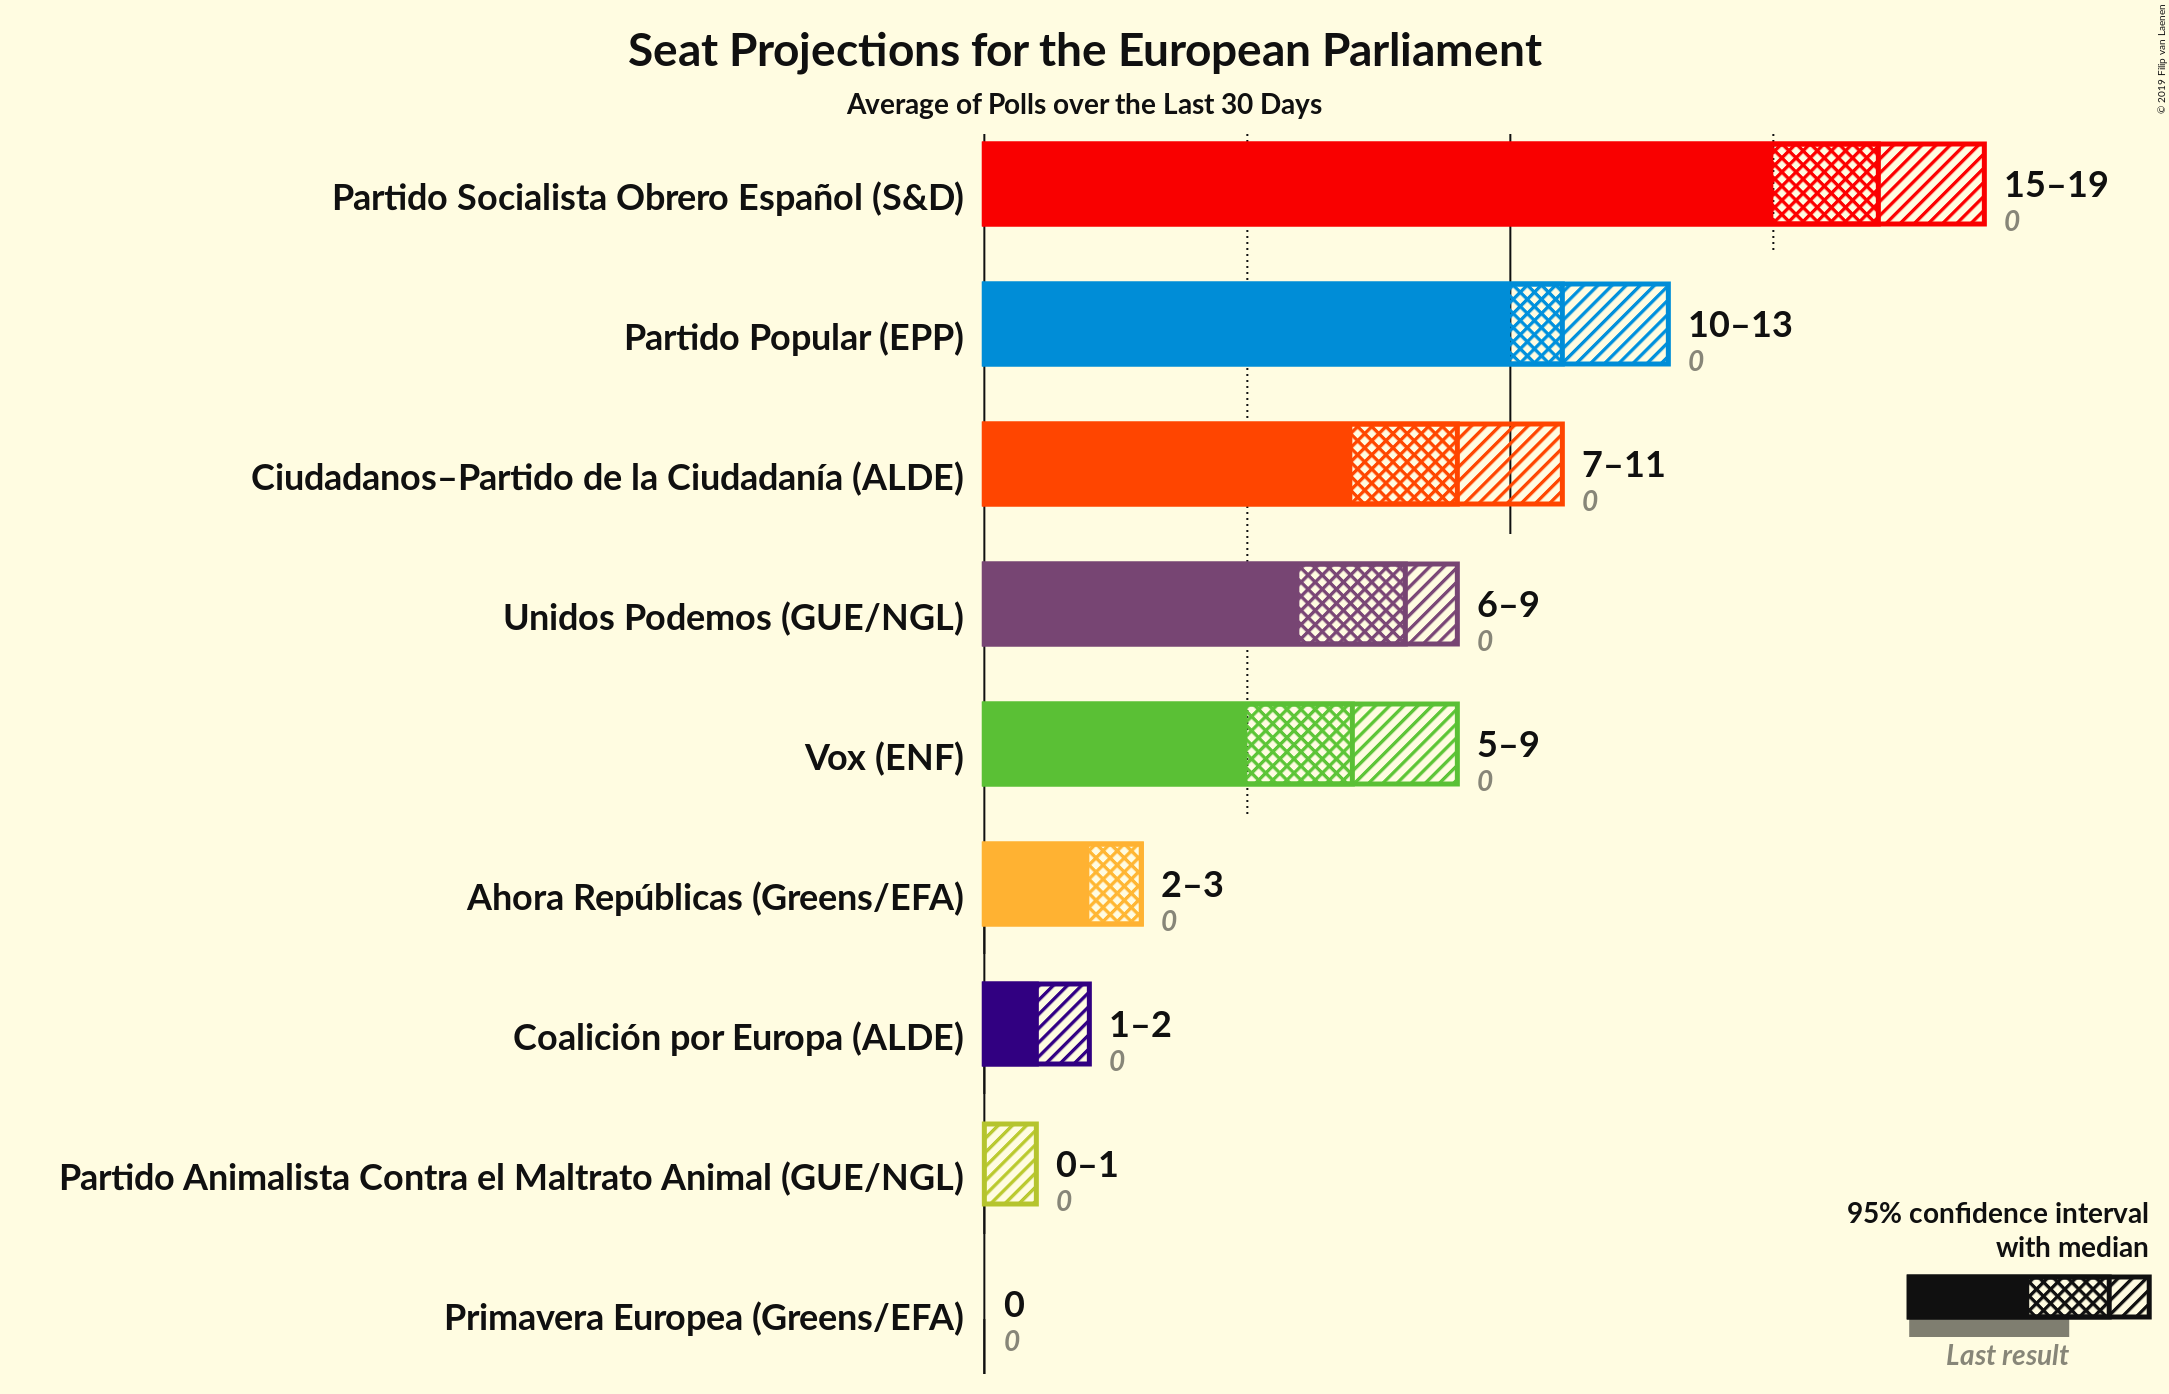 Seat Projections for the European Parliament
Average of Polls over the Last 30 Days
© 2019 Filip van Laenen
Partido Socialista Obrero Español (S&D)
15–19
0
Partido Popular (EPP)
10–13
0
Ciudadanos–Partido de la Ciudadanía (ALDE)
7–11
0
Unidos Podemos (GUE/NGL)
6–9
0
Vox (ENF)
5–9
0
Ahora Repúblicas (Greens/EFA)
2–3
0
Coalición por Europa (ALDE)
1–2
0
Partido Animalista Contra el Maltrato Animal (GUE/NGL)
0–1
0
Primavera Europea (Greens/EFA)
0
0
95% confidence interval
with median
Last result